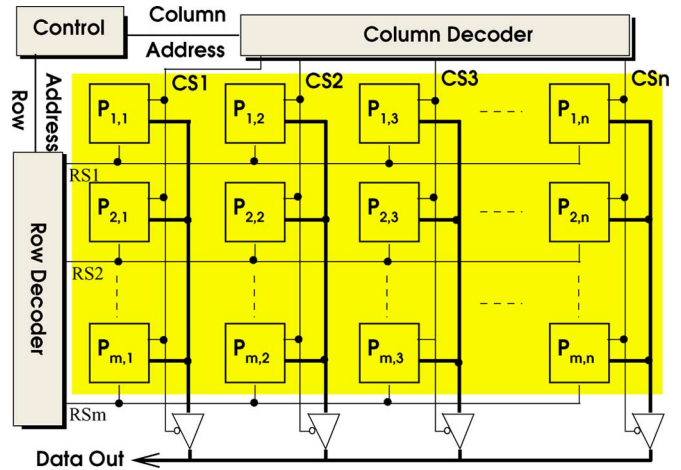 Control
Column
Address
Column Decoder
Row
Address
CS1
CS2
CS3
CSn
P1,1
P1,2
P1,3
P1,n
RS1
Row Decoder
P2,1
P2,2
P2,3
P2,n
RS2
Pm,1
Pm,2
Pm,3
Pm,n
RSm
Data Out